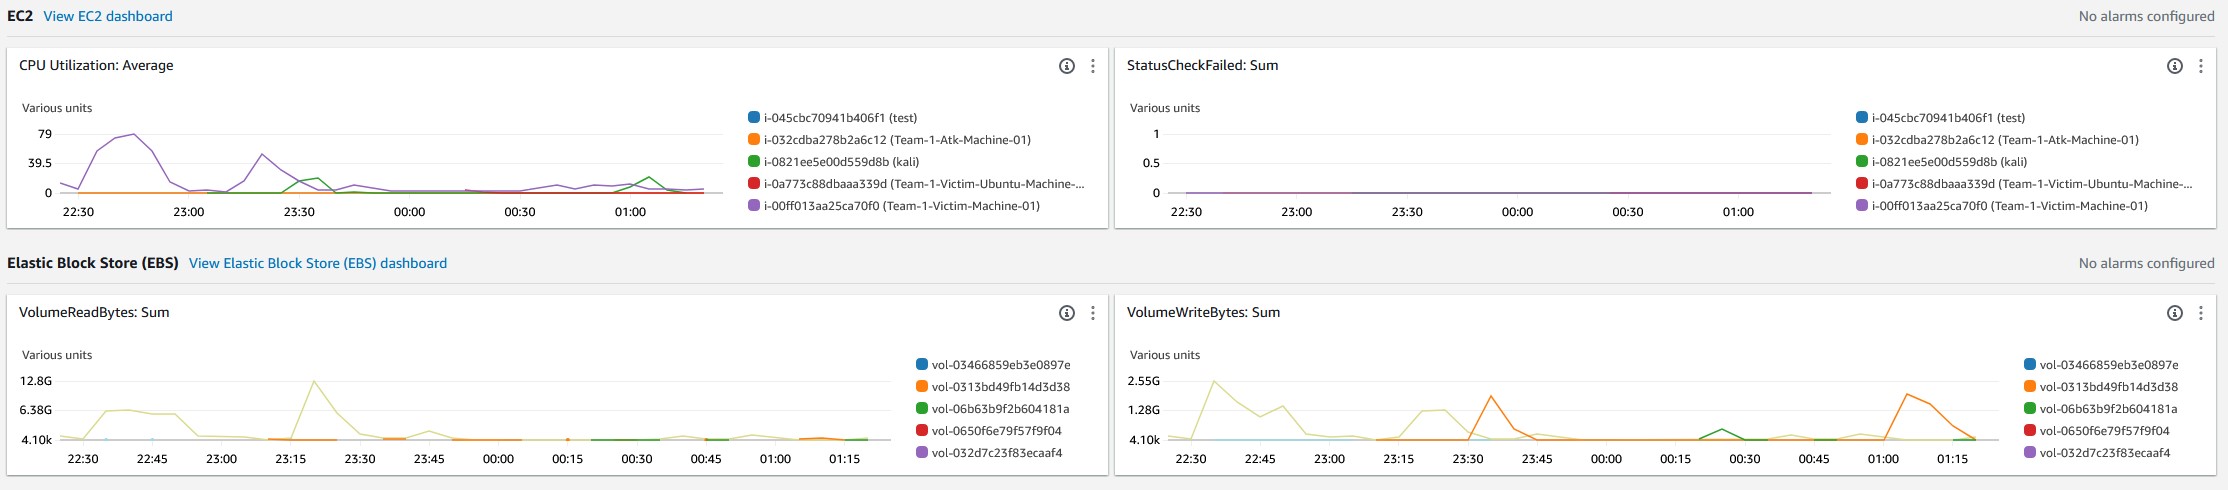 EC2 View EC2 dashboard No alarms configured
CPU Utilization: Average
Various units
79
39.5
0
22:30 23:00 23:30 00:00 00:30 01:00
i-045cbc70941b406f1 (test)
i-032cdba278b2a6c12 (Team-1-Atk-Machine-01)
i-0821ee5e00d559d8b (kali)
i-0a773c88dbaaa339d (Team-1-Victim-Ubuntu-Machine-...
i-00ff013aa25ca70f0 (Team-1-Victim-Machine-01)
StatusCheckFailed: Sum
Various units
1
0.5
0
22:30 23:00 23:30 00:00 00:30 01:00
i-045cbc70941b406f1 (test)
i-032cdba278b2a6c12 (Team-1-Atk-Machine-01)
i-0821ee5e00d559d8b (kali)
i-0a773c88dbaaa339d (Team-1-Victim-Ubuntu-Machine-...
i-00ff013aa25ca70f0 (Team-1-Victim-Machine-01)
Elastic Block Store (EBS) View Elastic Block Store (EBS) dashboard No alarms configured
VolumeReadBytes: Sum
Various units
12.8G
6.38G
4.10k
22:30 22:45 23:00 23:15 23:30 23:45 00:00 00:15 00:30 00:45 01:00 01:15
vol-03466859eb3e0897e
vol-0313bd49fb14d3d38
vol-06b63b9f2b604181a
vol-0650f6e79f57f9f04
vol-032d7c23f83ecaaf4
VolumeWriteBytes: Sum
Various units
2.55G
1.28G
4.10k
22:30 22:45 23:00 23:15 23:30 23:45 00:00 00:15 00:30 00:45 01:00 01:15
vol-03466859eb3e0897e
vol-0313bd49fb14d3d38
vol-06b63b9f2b604181a
vol-0650f6e79f57f9f04
vol-032d7c23f83ecaaf4